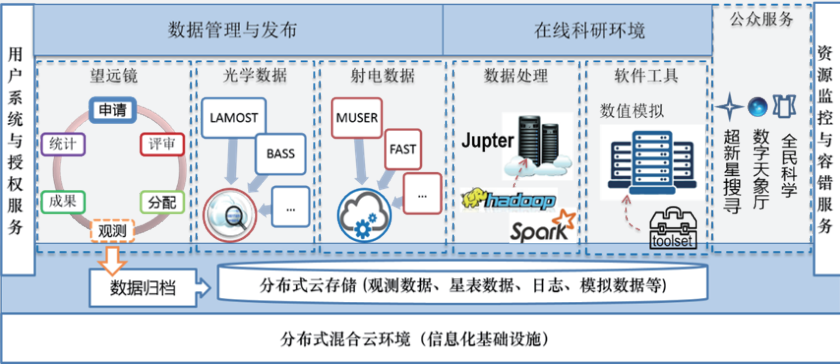 用户系统与授权服务
数据管理与发布
在线科研环境
公众服务
资源监控与容错服务
望远镜
申请
评审
分配
观测
成果
统计
光学数据
LAMOST
BASS
...
射电数据
MUSER
FAST
...
数据处理
Jupter
hadoop
Spark
软件工具
数值模拟
toolset
超新星搜寻
数字天象厅
全民科学
数据归档
分布式云存储 (观测数据、星表数据、日志、模拟数据等)
分布式混合云环境（信息化基础设施）